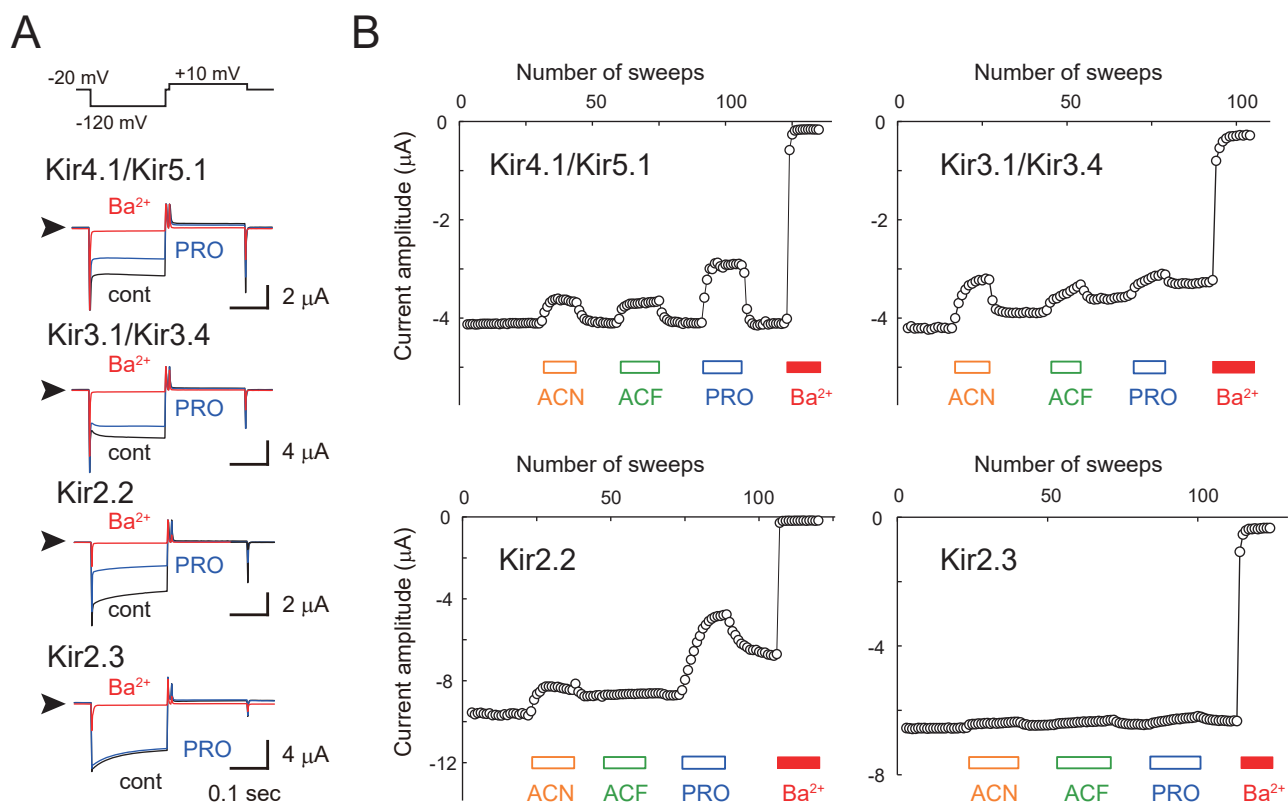 A
-20 mV
+10 mV
-120 mV
Kir4.1/Kir5.1
Ba²⁺
PRO
cont
2 µA
Kir3.1/Kir3.4
Ba²⁺
PRO
cont
4 µA
Kir2.2
Ba²⁺
PRO
cont
2 µA
Kir2.3
Ba²⁺
PRO
cont
4 µA
0.1 sec
B
Number of sweeps
0 50 100
Current amplitude (µA)
0
-2
-4
Kir4.1/Kir5.1
ACN ACF PRO Ba²⁺
Number of sweeps
0 50 100
0
-2
-4
Kir3.1/Kir3.4
ACN ACF PRO Ba²⁺
Number of sweeps
0 50 100
Current amplitude (µA)
0
-4
-8
-12
Kir2.2
ACN ACF PRO Ba²⁺
Number of sweeps
0 50 100
0
-4
-8
Kir2.3
ACN ACF PRO Ba²⁺